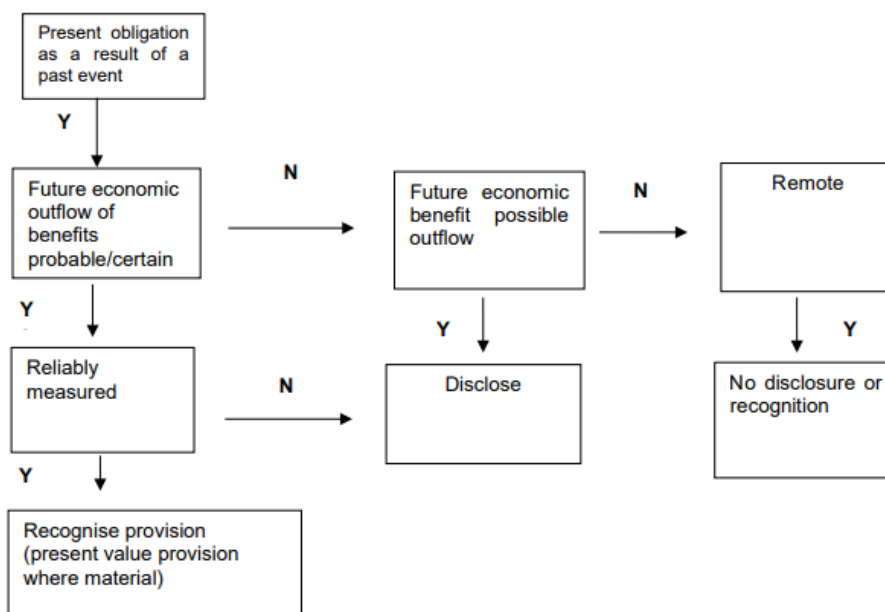 Present obligation
as a result of a
past event
Y
Future economic
outflow of
benefits
probable/certain
N
Future economic
benefit possible
outflow
N
Remote
Y
Y
Y
Reliably
measured
N
Disclose
No disclosure or
recognition
Y
Recognise provision
(present value provision
where material)